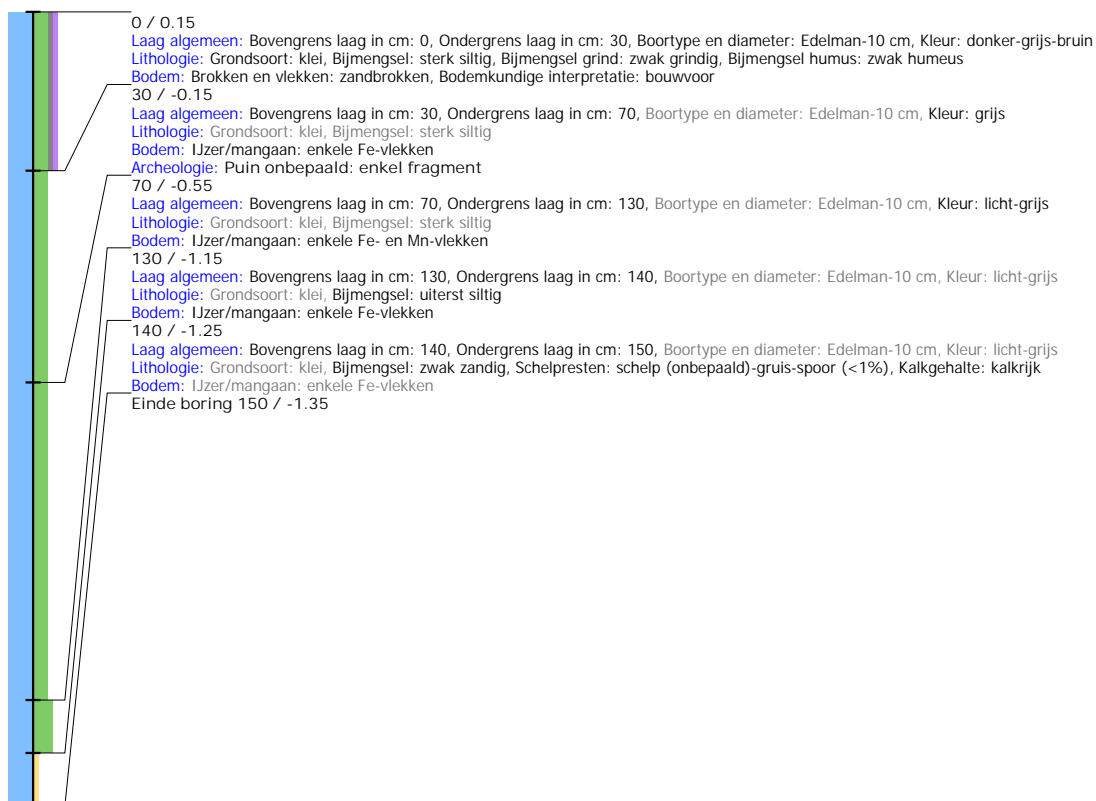 0 / 0.15
Laag algemeen: Bovengrens laag in cm: 0, Ondergrens laag in cm: 30, Boortype en diameter: Edelman-10 cm, Kleur: donker-grijs-bruin
Lithologie: Grondsoort: klei, Bijmengsel: sterk siltig, Bijmengsel grind: zwak grindig, Bijmengsel humus: zwak humeus
Bodem: Brokken en vlekken: zandbrokken, Bodemkundige interpretatie: bouwvoor
30 / -0.15
Laag algemeen: Bovengrens laag in cm: 30, Ondergrens laag in cm: 70, Boortype en diameter: Edelman-10 cm, Kleur: grijs
Lithologie: Grondsoort: klei, Bijmengsel: sterk siltig
Bodem: IJzer/mangaan: enkele Fe-vlekken
Archeologie: Puin onbepaald: enkel fragment
70 / -0.55
Laag algemeen: Bovengrens laag in cm: 70, Ondergrens laag in cm: 130, Boortype en diameter: Edelman-10 cm, Kleur: licht-grijs
Lithologie: Grondsoort: klei, Bijmengsel: sterk siltig
Bodem: IJzer/mangaan: enkele Fe- en Mn-vlekken
130 / -1.15
Laag algemeen: Bovengrens laag in cm: 130, Ondergrens laag in cm: 140, Boortype en diameter: Edelman-10 cm, Kleur: licht-grijs
Lithologie: Grondsoort: klei, Bijmengsel: uiterst siltig
Bodem: IJzer/mangaan: enkele Fe-vlekken
140 / -1.25
Laag algemeen: Bovengrens laag in cm: 140, Ondergrens laag in cm: 150, Boortype en diameter: Edelman-10 cm, Kleur: licht-grijs
Lithologie: Grondsoort: klei, Bijmengsel: zwak zandig, Schelpresten: schelp (onbepaald)-gruis-spoor (<1%), Kalkgehalte: kalkrijk
Bodem: IJzer/mangaan: enkele Fe-vlekken
Einde boring 150 / -1.35